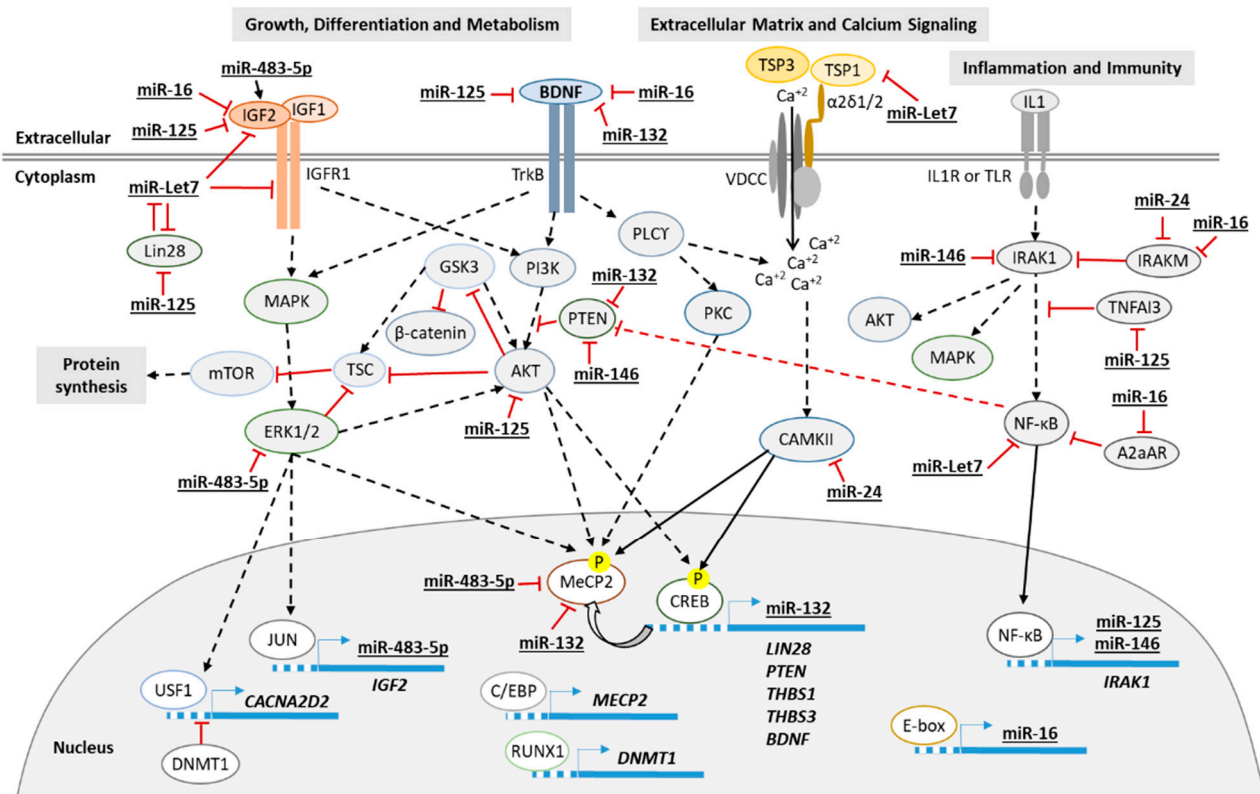 Growth, Differentiation and Metabolism
Extracellular Matrix and Calcium Signaling
Inflammation and Immunity
miR-483-5p
miR-16
miR-125
IGF2
IGF1
miR-125
BDNF
miR-16
miR-132
TSP3
TSP1
Ca+2
α2δ1/2
miR-Let7
IL1
Extracellular
Cytoplasm
miR-Let7
IGFR1
TrkB
VDCC
IL1R or TLR
Lin28
miR-125
miR-24
miR-16
PLCϒ
Ca+2
Ca+2
Ca+2
Ca+2
miR-146
IRAK1
IRAKM
GSK3
PI3K
MAPK
miR-132
PTEN
miR-146
PKC
AKT
TNFAI3
miR-125
MAPK
β-catenin
Protein
synthesis
mTOR
TSC
AKT
miR-125
miR-16
ERK1/2
miR-483-5p
CAMKII
miR-24
NF-κB
A2aAR
miR-Let7
P
MeCP2
miR-483-5p
miR-132
P
CREB
miR-132
LIN28
PTEN
THBS1
THBS3
BDNF
JUN
miR-483-5p
IGF2
NF-κB
miR-125
miR-146
IRAK1
USF1
CACNA2D2
C/EBP
MECP2
E-box
miR-16
Nucleus
DNMT1
RUNX1
DNMT1